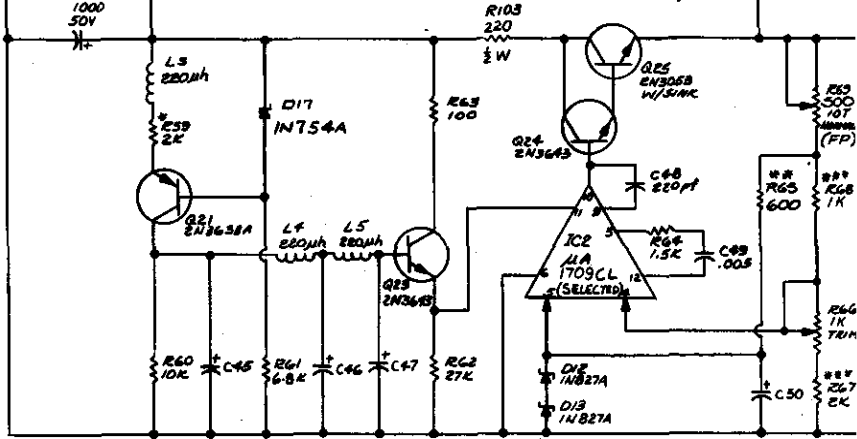 1000
50V
+
L3
220µh
*
R59
2K
D17
1N754A
R63
100
R103
220
½W
Q25
2N3053
W/SINK
Q24
2N3643
C48
220pf
Q21
2N3638A
L4
220µh
L5
220µh
Q23
2N3643
10
11
9
5
6
12
IC2
µA
1709CL
(SELECTED)
R64
1.5K
C49
.005
R69
500
10T
(FP)
**
R65
600
***
R68
1K
R66
1K
TRIM
***
R67
2K
R60
10K
+
C45
R61
6.8K
+
C46
+
C47
R62
27K
D12
1N827A
D13
1N827A
+
C50